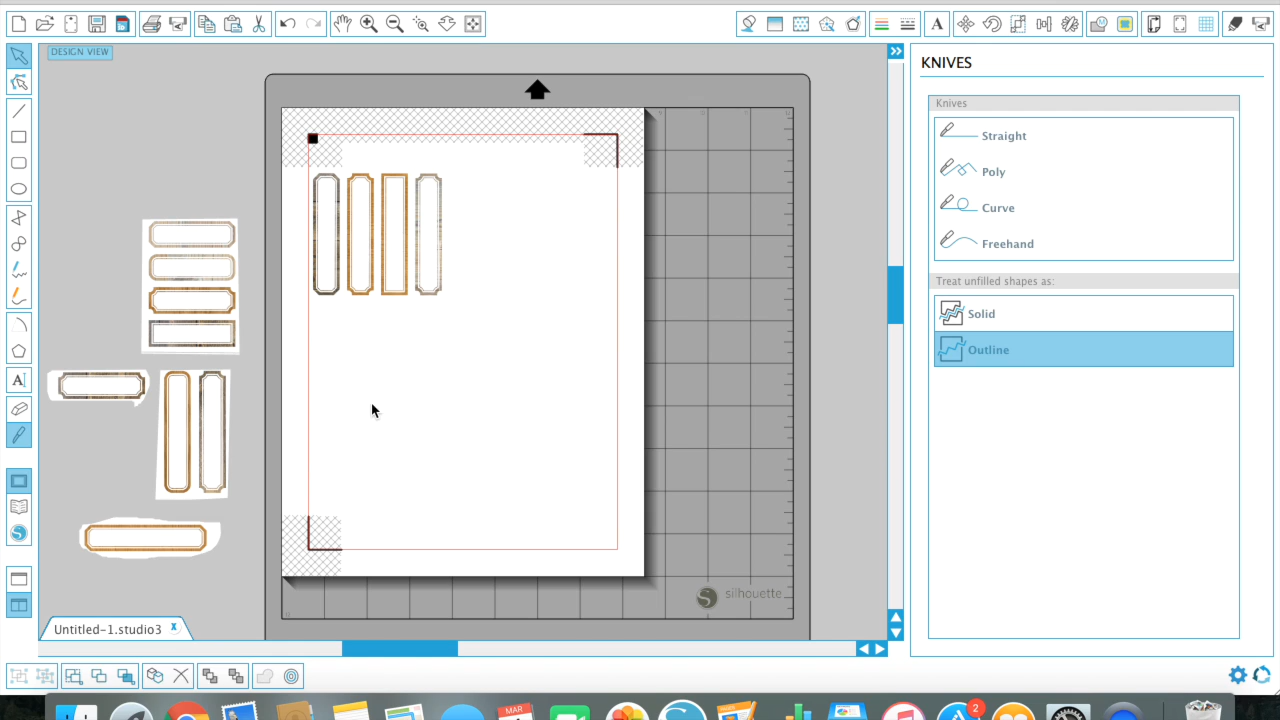 DESIGN VIEW
KNIVES
Knives
Straight
Poly
Curve
Freehand
Treat unfilled shapes as:
Solid
Outline
silhouette
Untitled-1.studio3
MAR
2